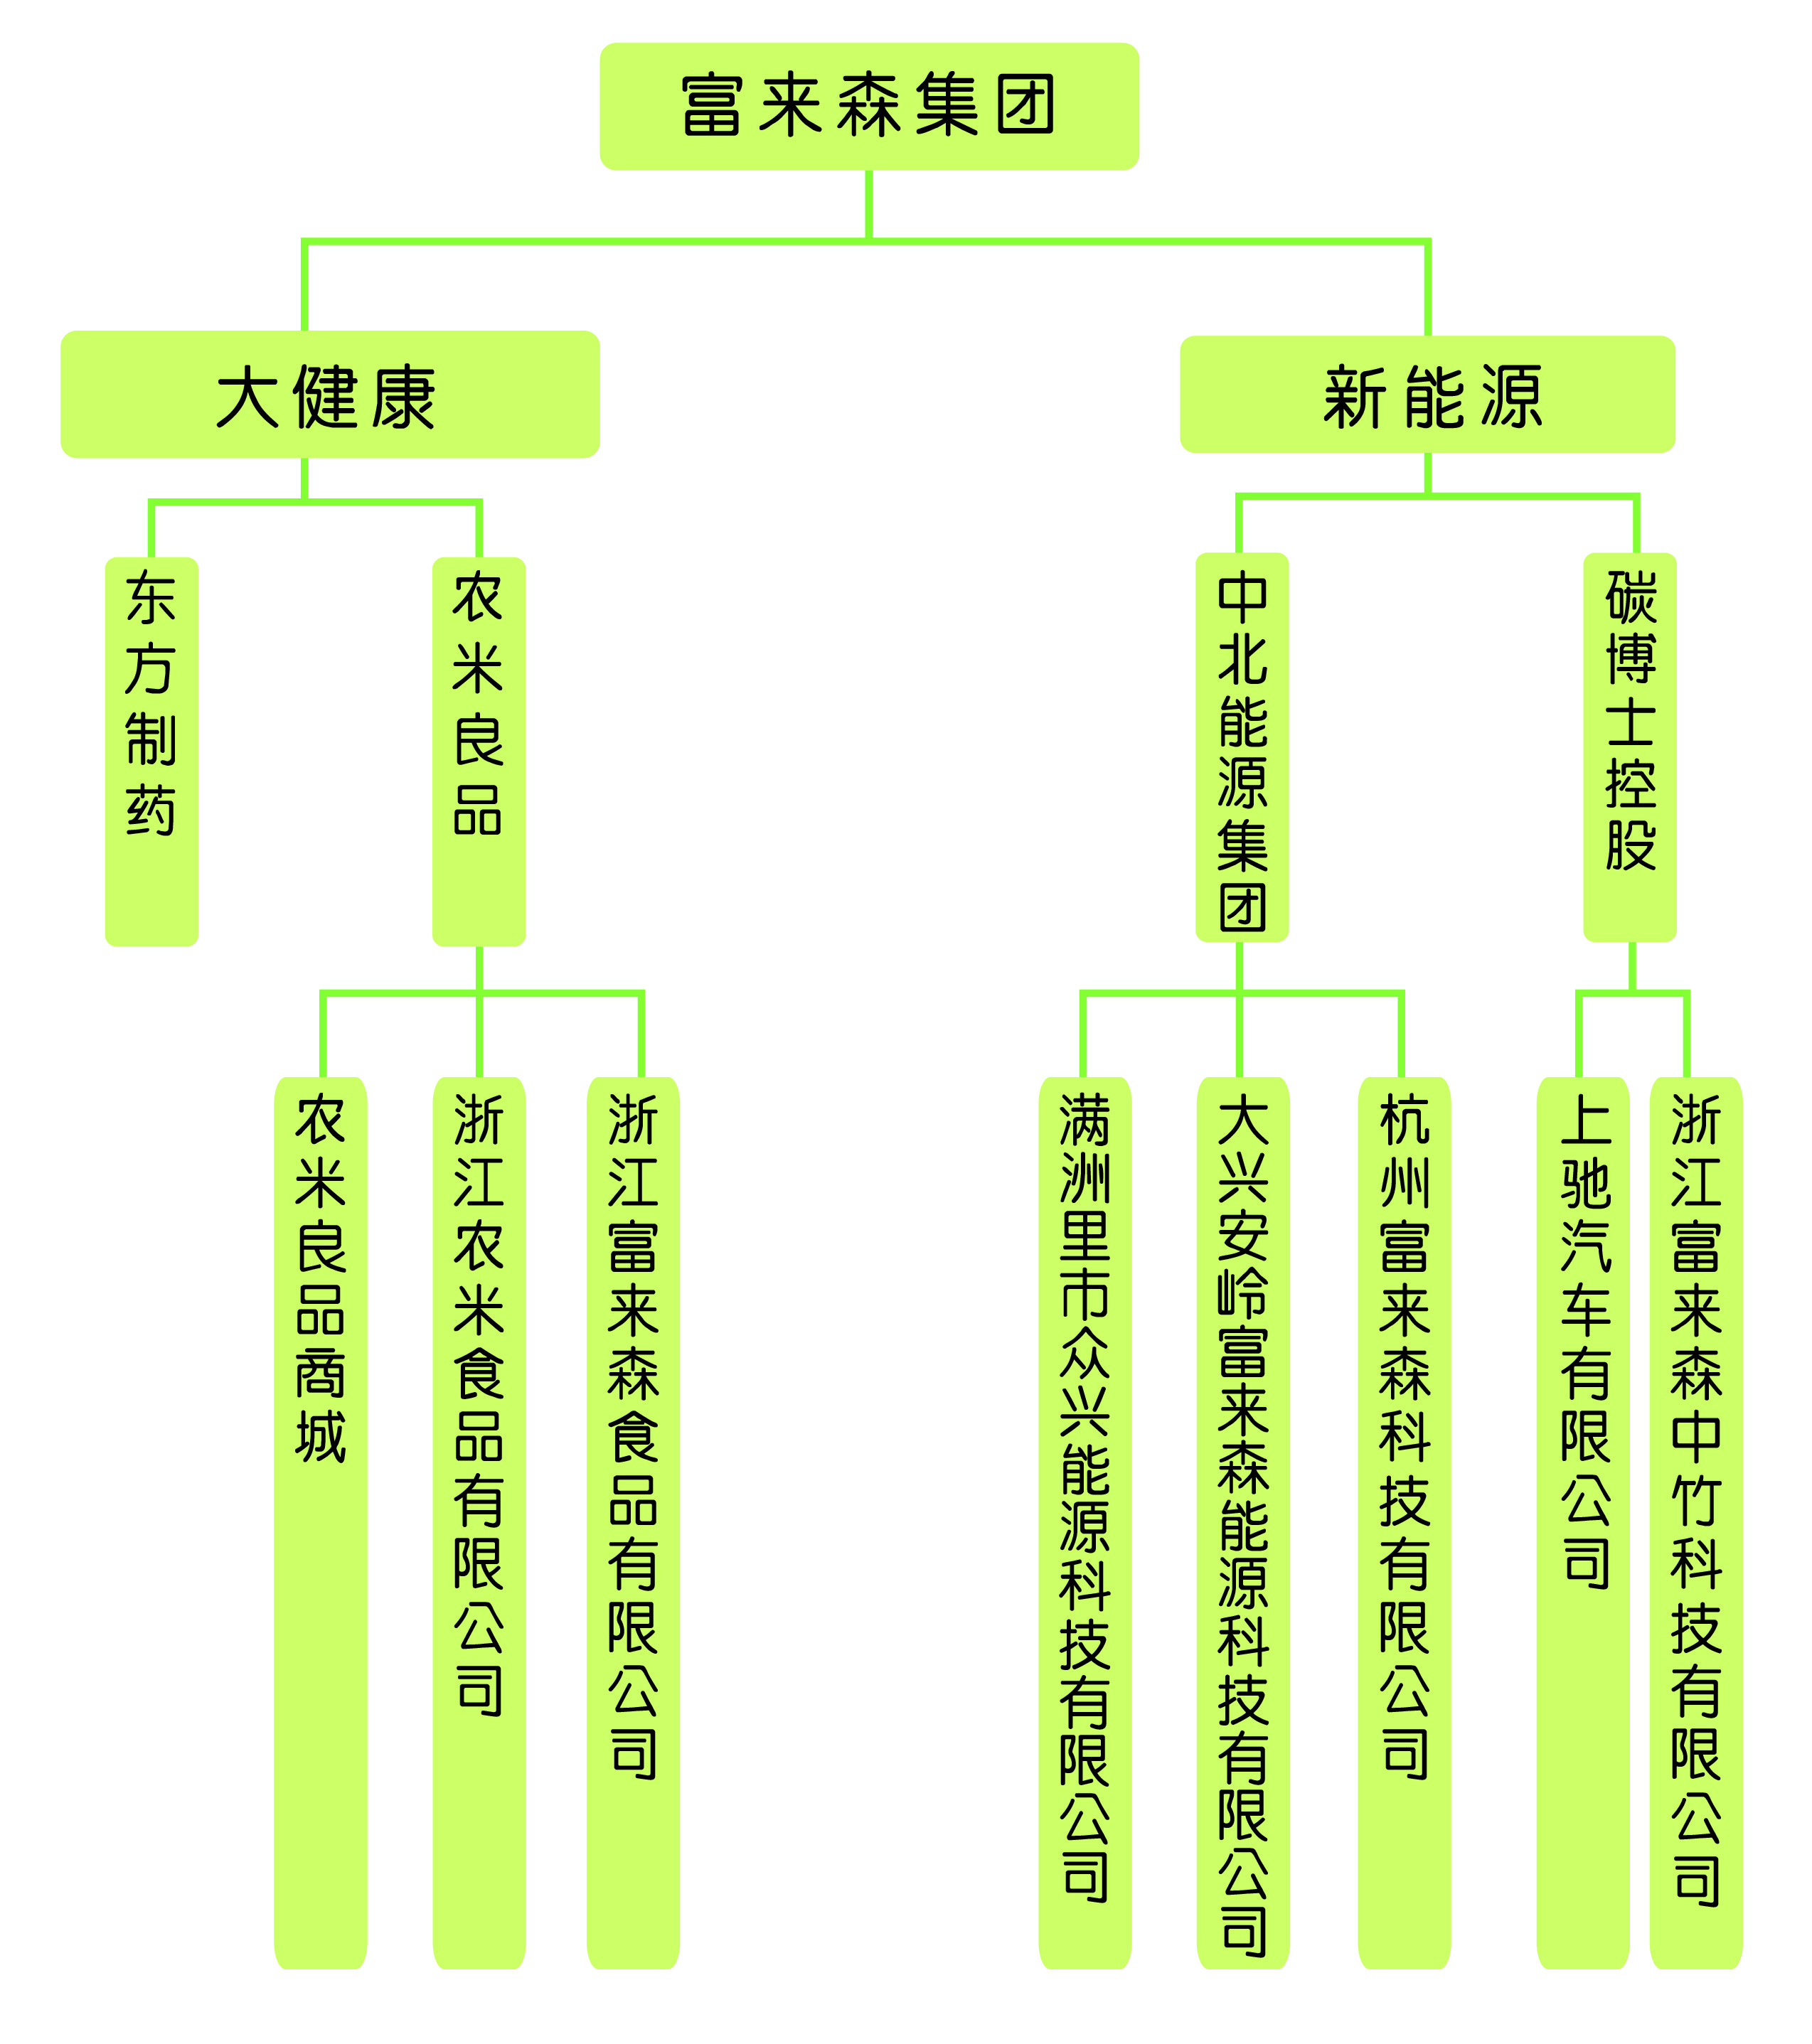 富来森集团
大健康
新能源
东方制药
农米良品
中北能源集团
碳博士控股
农米良品商城
浙江农米食品有限公司
浙江富来森食品有限公司
满洲里市众兴能源科技有限公司
大兴安岭富来森能源科技有限公司
杭州富来森科技有限公司
上驰汽车有限公司
浙江富来森中竹科技有限公司